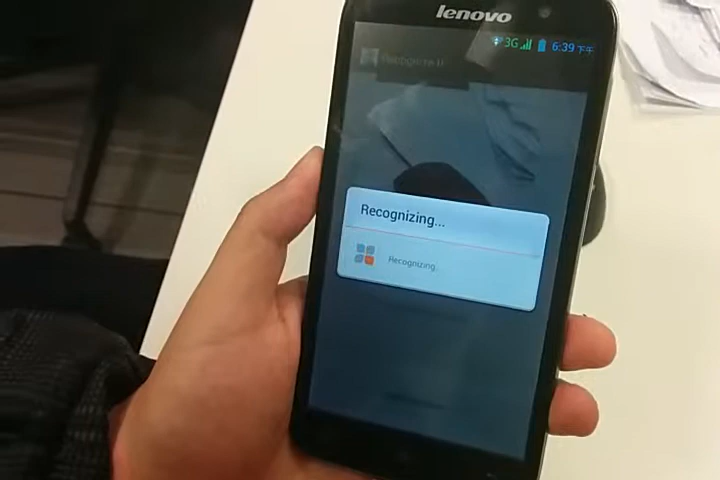 lenovo
3G 6:39 下午
Recognizing...
Recognizing